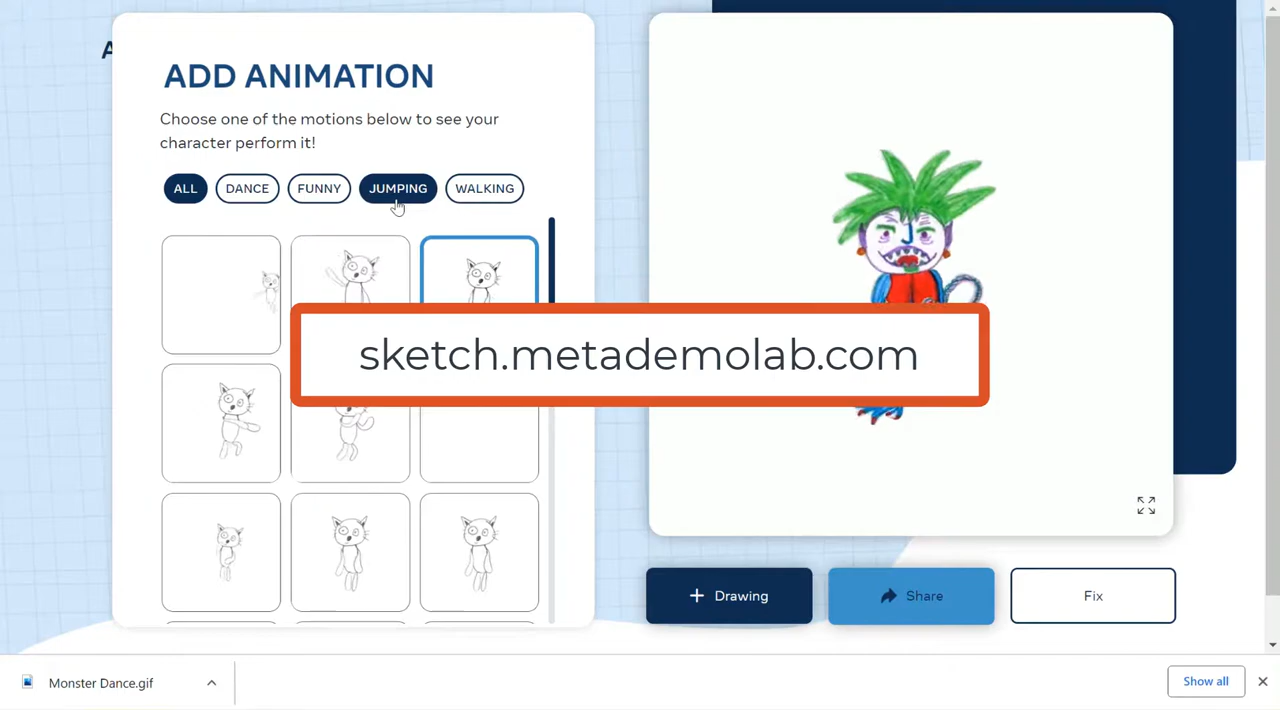 A
ADD ANIMATION
Choose one of the motions below to see your
character perform it!
ALL DANCE FUNNY JUMPING WALKING
sketch.metademolab.com
+ Drawing Share Fix
Monster Dance.gif Show all